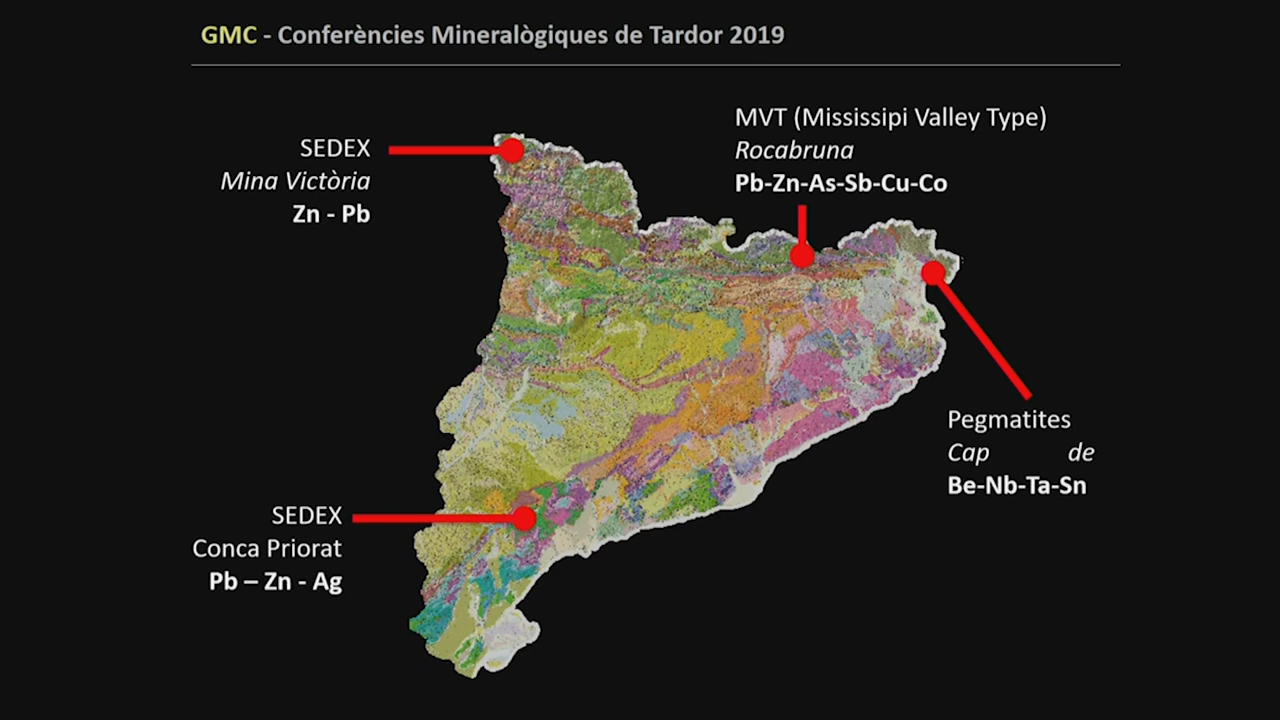 GMC - Conferències Mineralògiques de Tardor 2019
MVT (Mississipi Valley Type)
Rocabruna
Pb-Zn-As-Sb-Cu-Co
SEDEX
Mina Victòria
Zn - Pb
Pegmatites
Cap de
Be-Nb-Ta-Sn
SEDEX
Conca Priorat
Pb – Zn - Ag